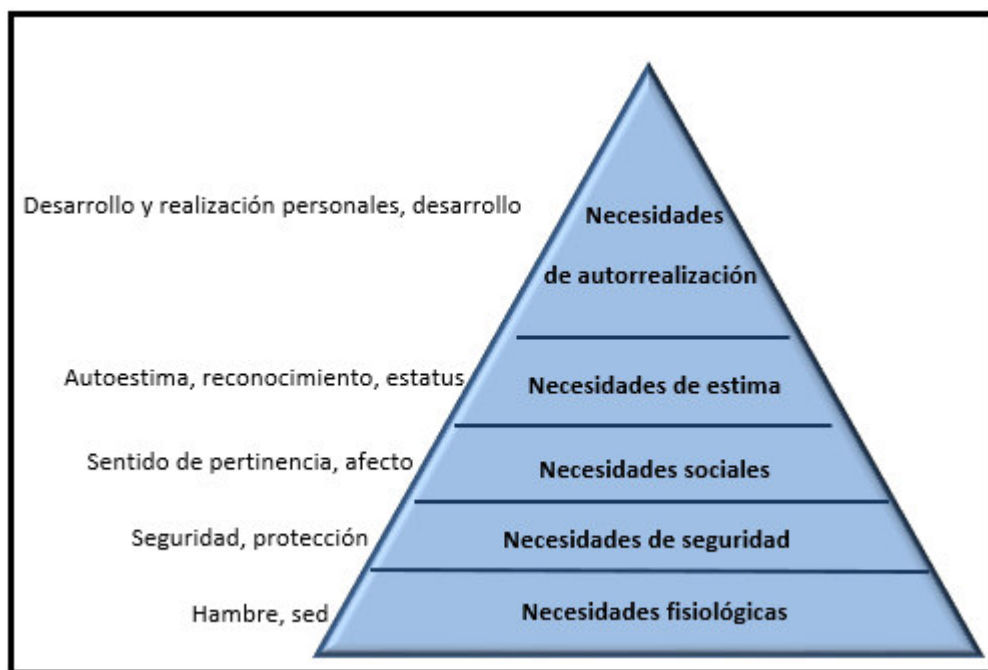 Desarrollo y realización personales, desarrollo
Necesidades
de autorrealización
Autoestima, reconocimiento, estatus
Necesidades de estima
Sentido de pertinencia, afecto
Necesidades sociales
Seguridad, protección
Necesidades de seguridad
Hambre, sed
Necesidades fisiológicas